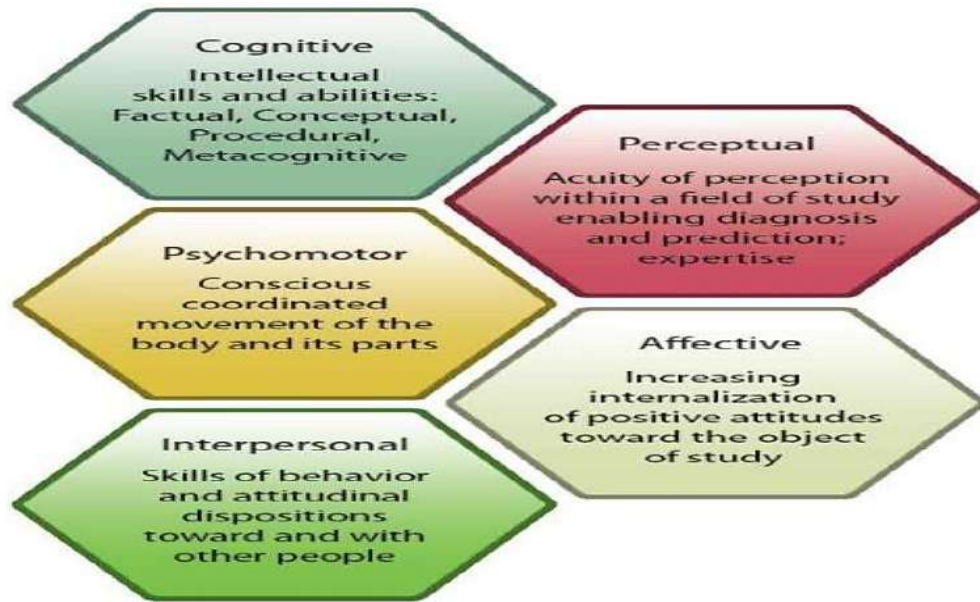 Cognitive
Intellectual
skills and abilities:
Factual, Conceptual,
Procedural,
Metacognitive
Perceptual
Acuity of perception
within a field of study
enabling diagnosis
and prediction;
expertise
Psychomotor
Conscious
coordinated
movement of the
body and its parts
Affective
Increasing
internalization
of positive attitudes
toward the object
of study
Interpersonal
Skills of behavior
and attitudinal
dispositions
toward and with
other people